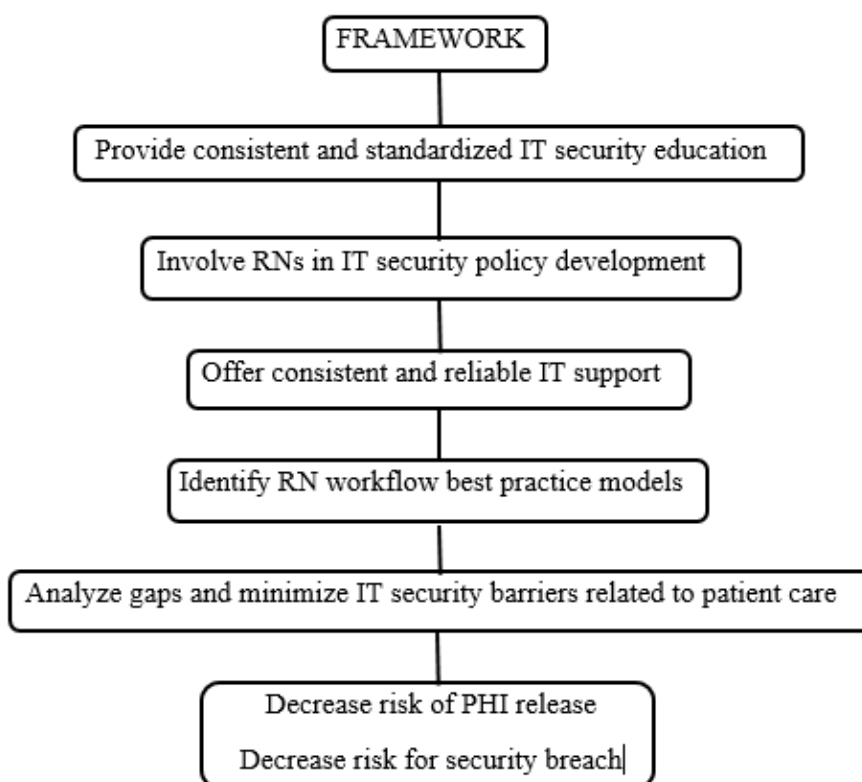 FRAMEWORK
Provide consistent and standardized IT security education
Involve RNs in IT security policy development
Offer consistent and reliable IT support
Identify RN workflow best practice models
Analyze gaps and minimize IT security barriers related to patient care
Decrease risk of PHI release
Decrease risk for security breach